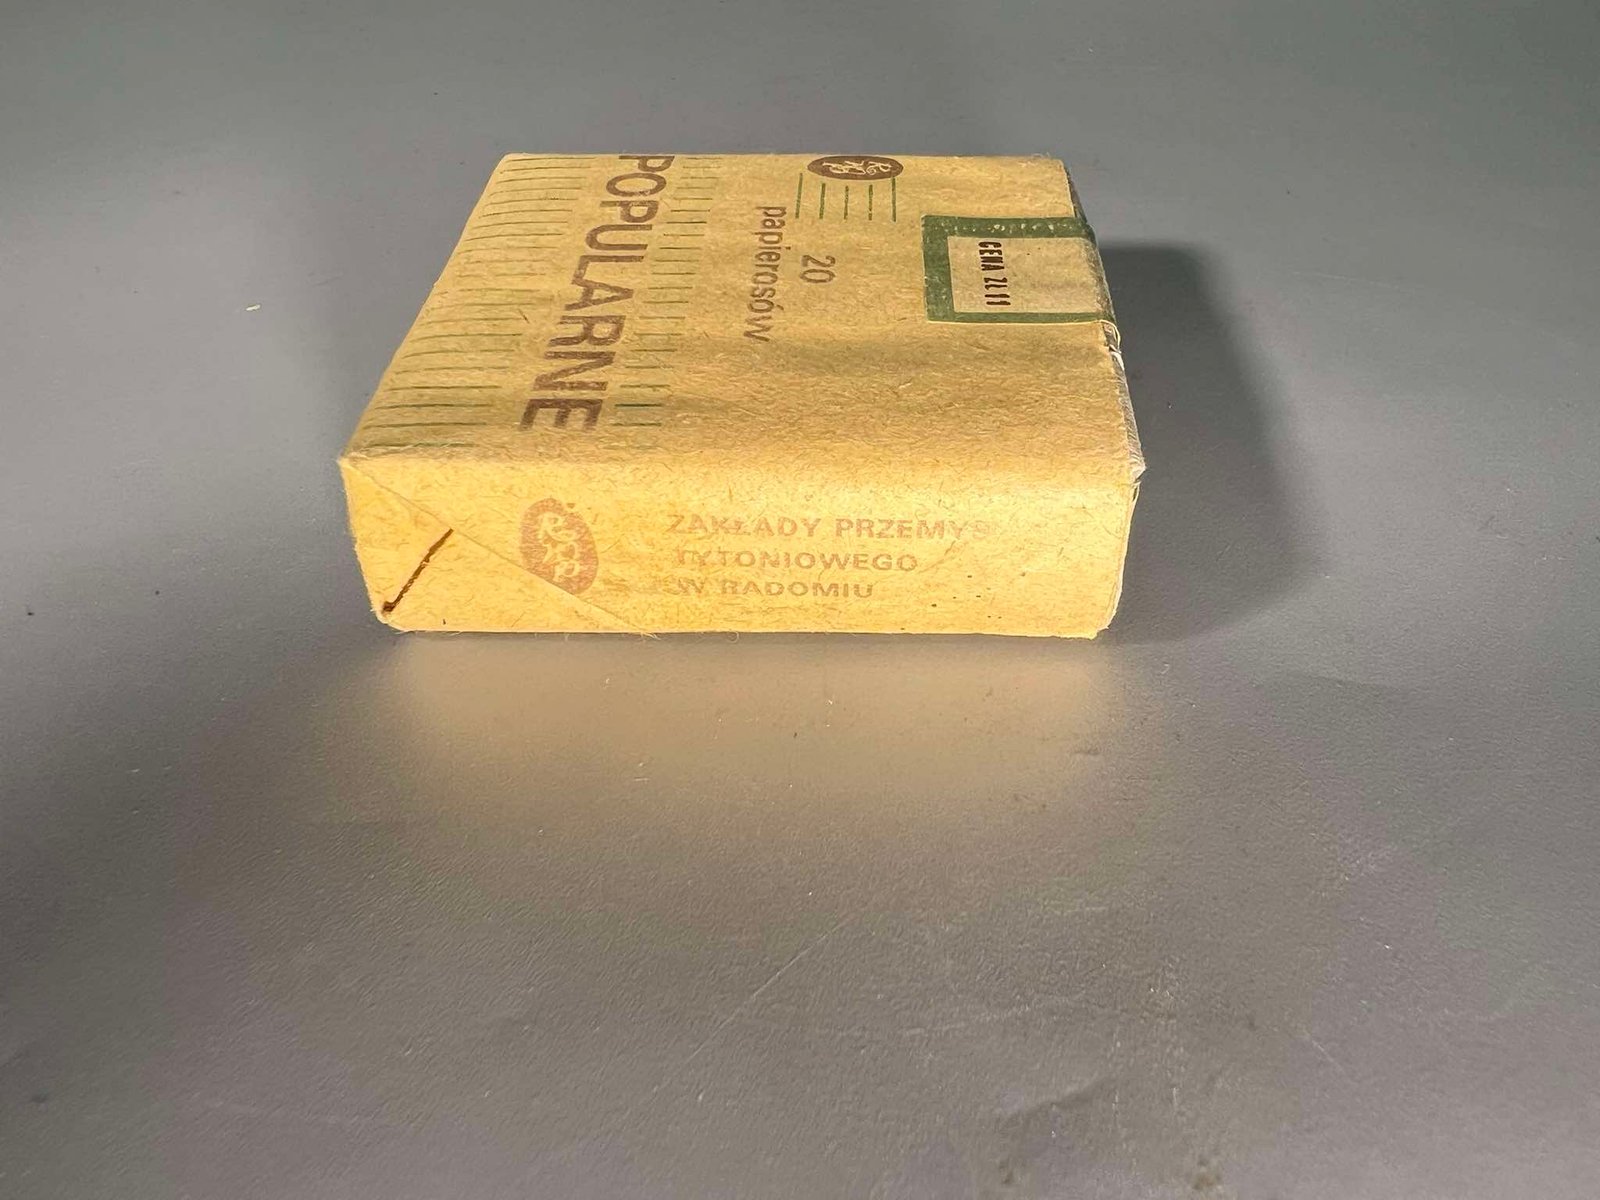 POPULARNE
20
papierosów
CENA ZŁ 11
ZAKŁADY PRZEMYS
TYTONIOWEGO
W RADOMIU